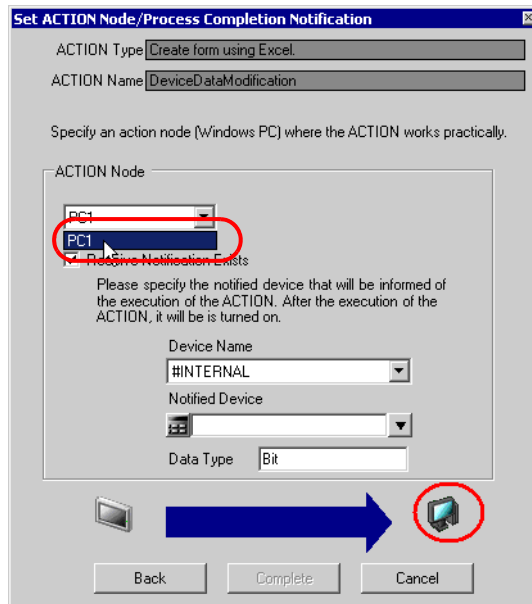 Set ACTION Node/Process Completion Notification
ACTION Type Create form using Excel.
ACTION Name DeviceDataModification
Specify an action node (Windows PC) where the ACTION works practically.
ACTION Node
PC1
PC1
Receive Notification Exists
Please specify the notified device that will be informed of
the execution of the ACTION. After the execution of the
ACTION, it will be is turned on.
Device Name
#INTERNAL
Notified Device
Data Type Bit
Back Complete Cancel